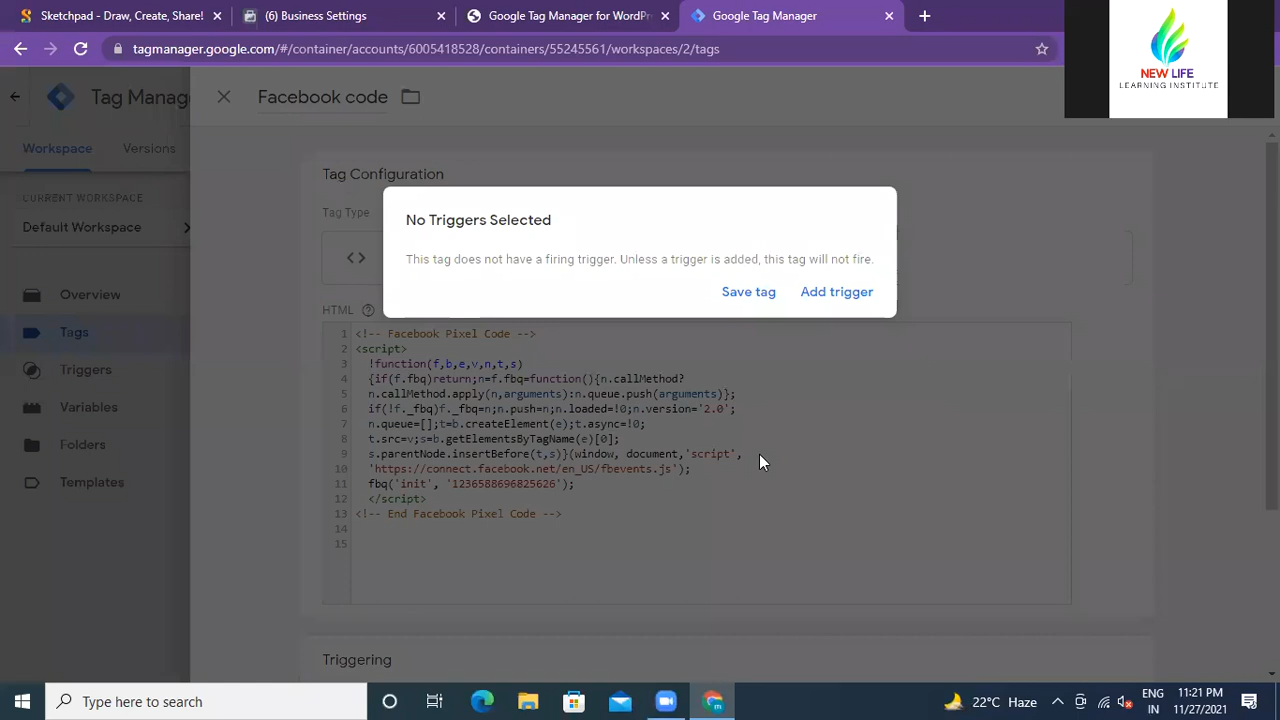 Sketchpad - Draw, Create, Share!
(6) Business Settings
Google Tag Manager for WordPr
Google Tag Manager
tagmanager.google.com/#/container/accounts/6005418528/containers/55245561/workspaces/2/tags
NEW LIFE
LEARNING INSTITUTE
Tag Mana
Facebook code
Workspace
Versions
CURRENT WORKSPACE
Default Workspace
Overview
Tags
Triggers
Variables
Folders
Templates
Tag Configuration
Tag Type
No Triggers Selected
This tag does not have a firing trigger. Unless a trigger is added, this tag will not fire.
Save tag
Add trigger
HTML
1 <!-- Facebook Pixel Code -->
2 <script>
3 !function(f,b,e,v,n,t,s)
4 {if(f.fbq)return;n=f.fbq=function(){n.callMethod?
5 n.callMethod.apply(n,arguments):n.queue.push(arguments)};
6 if(!f._fbq)f._fbq=n;n.push=n;n.loaded=!0;n.version='2.0';
7 n.queue=[];t=b.createElement(e);t.async=!0;
8 t.src=v;s=b.getElementsByTagName(e)[0];
9 s.parentNode.insertBefore(t,s)}(window, document,'script',
10 'https://connect.facebook.net/en_US/fbevents.js');
11 fbq('init', '1236588696825626');
12 </script>
13 <!-- End Facebook Pixel Code -->
14
15
Triggering
Type here to search
22°C Haze
ENG
IN
11:21 PM
11/27/2021